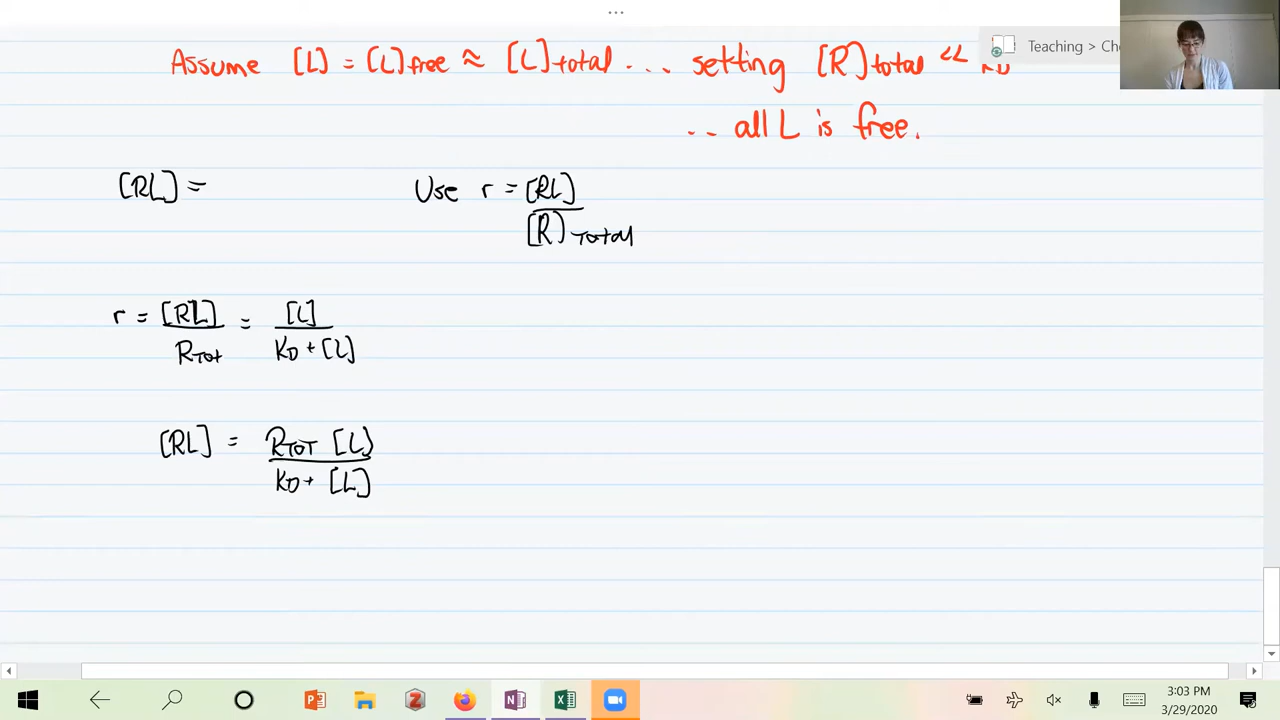 Teaching > Ch
Assume [L] = [L]free ≈ [L]total ... setting [R]total <<
... all L is free.
[RL] =
Use r = [RL]
[R]Total
r = [RL] = [L]
RTot KD + [L]
[RL] = RTOT [L]
KD + [L]
3:03 PM
3/29/2020